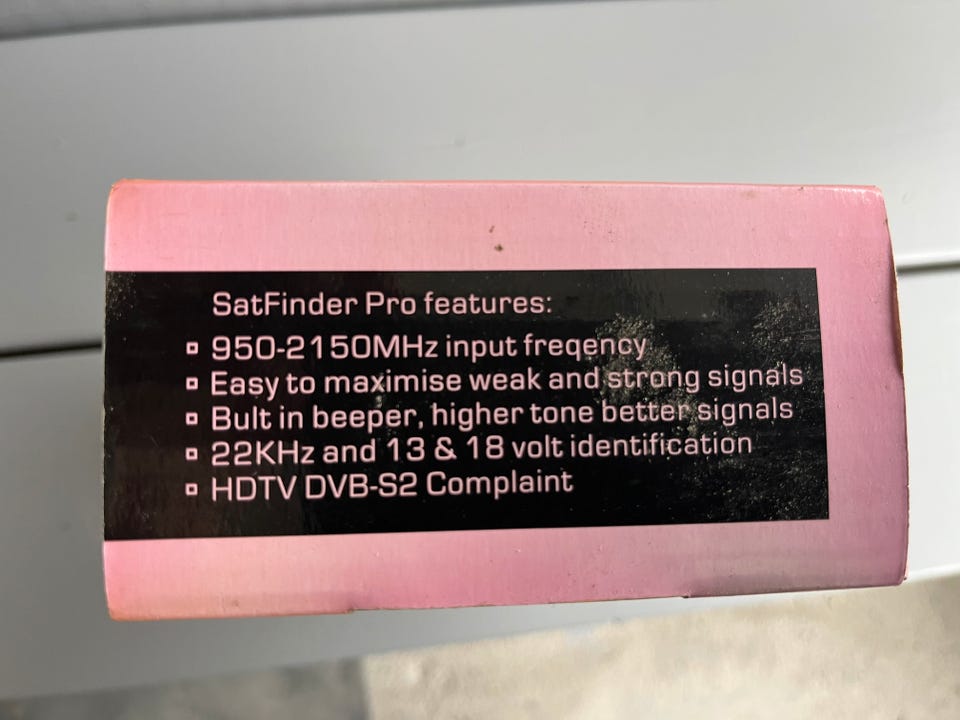 SatFinder Pro features:
▫ 950-2150MHz input freqency
▫ Easy to maximise weak and strong signals
▫ Bult in beeper, higher tone better signals
▫ 22KHz and 13 & 18 volt identification
▫ HDTV DVB-S2 Complaint